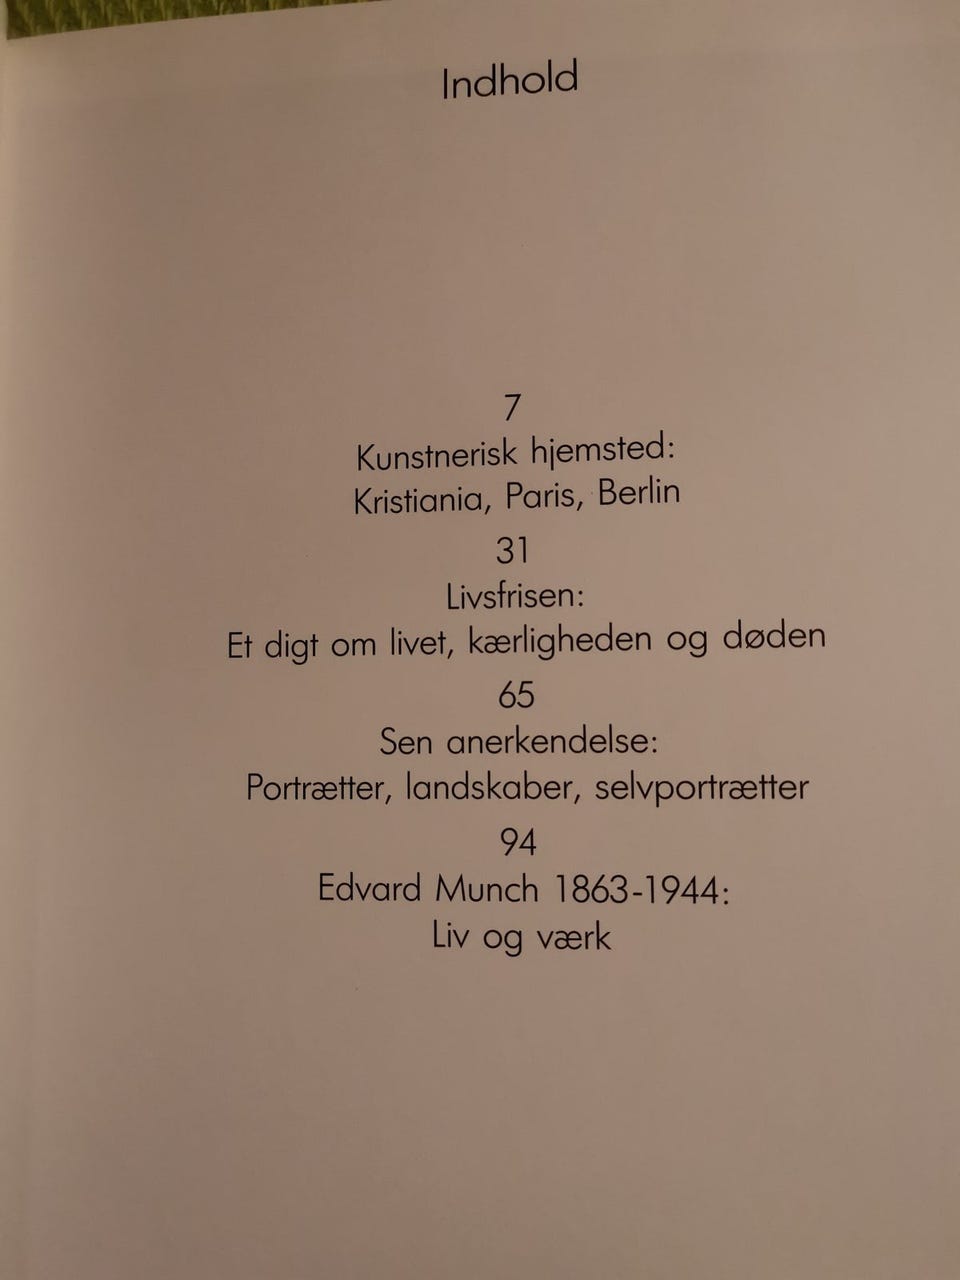 Indhold
7
Kunstnerisk hjemsted:
Kristiania, Paris, Berlin
31
Livsfrisen:
Et digt om livet, kærligheden og døden
65
Sen anerkendelse:
Portrætter, landskaber, selvportrætter
94
Edvard Munch 1863-1944:
Liv og værk